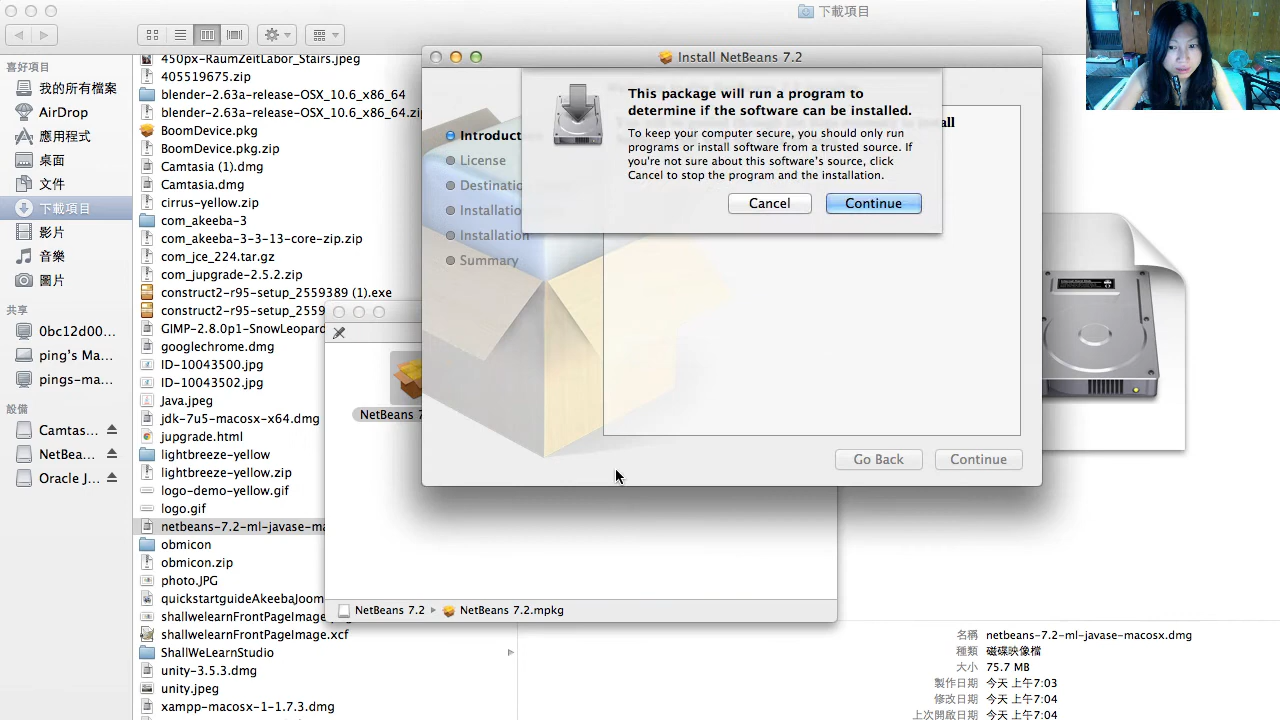 下載項目
喜好項目
我的所有檔案
AirDrop
應用程式
桌面
文件
下載項目
影片
音樂
圖片
共享
0bc12d00...
ping's Ma...
pings-ma...
設備
Camtas...
NetBea...
Oracle J...
450px-RaumZeitLabor_Stairs.jpeg
405519675.zip
blender-2.63a-release-OSX_10.6_x86_64
blender-2.63a-release-OSX_10.6_x86_64.zip
BoomDevice.pkg
BoomDevice.pkg.zip
Camtasia (1).dmg
Camtasia.dmg
cirrus-yellow.zip
com_akeeba-3
com_akeeba-3-3-13-core-zip.zip
com_jce_224.tar.gz
com_jupgrade-2.5.2.zip
construct2-r95-setup_2559389 (1).exe
construct2-r95-setup_2559389.
GIMP-2.8.0p1-SnowLeopard
googlechrome.dmg
ID-10043500.jpg
ID-10043502.jpg
Java.jpeg
jdk-7u5-macosx-x64.dmg
jupgrade.html
lightbreeze-yellow
lightbreeze-yellow.zip
logo-demo-yellow.gif
logo.gif
netbeans-7.2-ml-javase-ma
obmicon
obmicon.zip
photo.JPG
quickstartguideAkeebaJoom
shallwelearnFrontPageImage.
shallwelearnFrontPageImage.xcf
ShallWeLearnStudio
unity-3.5.3.dmg
unity.jpeg
xampp-macosx-1-1.7.3.dmg
Install NetBeans 7.2
Introduct
License
Destinatio
Installatio
Installation
Summary
This package will run a program to
determine if the software can be installed.
To keep your computer secure, you should only run
programs or install software from a trusted source. If
you're not sure about this software's source, click
Cancel to stop the program and the installation.
Cancel
Continue
Go Back
Continue
NetBeans 7
NetBeans 7.2
NetBeans 7.2.mpkg
名稱 netbeans-7.2-ml-javase-macosx.dmg
種類 磁碟映像檔
大小 75.7 MB
製作日期 今天 上午7:03
修改日期 今天 上午7:04
上次開啟日期 今天 上午7:04